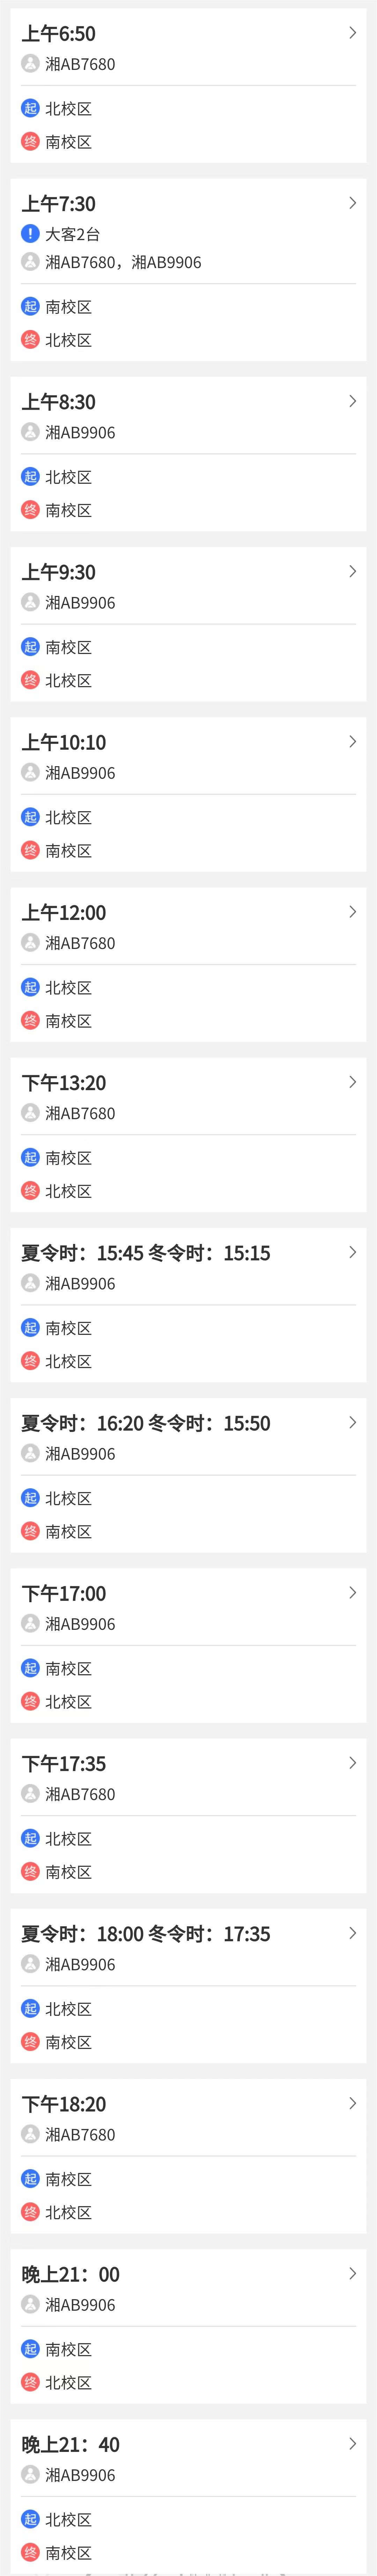 上午6:50
湘AB7680
起 北校区
终 南校区
上午7:30
! 大客2台
湘AB7680，湘AB9906
起 南校区
终 北校区
上午8:30
湘AB9906
起 北校区
终 南校区
上午9:30
湘AB9906
起 南校区
终 北校区
上午10:10
湘AB9906
起 北校区
终 南校区
上午12:00
湘AB7680
起 北校区
终 南校区
下午13:20
湘AB7680
起 南校区
终 北校区
夏令时：15:45 冬令时：15:15
湘AB9906
起 南校区
终 北校区
夏令时：16:20 冬令时：15:50
湘AB9906
起 北校区
终 南校区
下午17:00
湘AB9906
起 南校区
终 北校区
下午17:35
湘AB7680
起 北校区
终 南校区
夏令时：18:00 冬令时：17:35
湘AB9906
起 北校区
终 南校区
下午18:20
湘AB7680
起 南校区
终 北校区
晚上21：00
湘AB9906
起 南校区
终 北校区
晚上21：40
湘AB9906
起 北校区
终 南校区